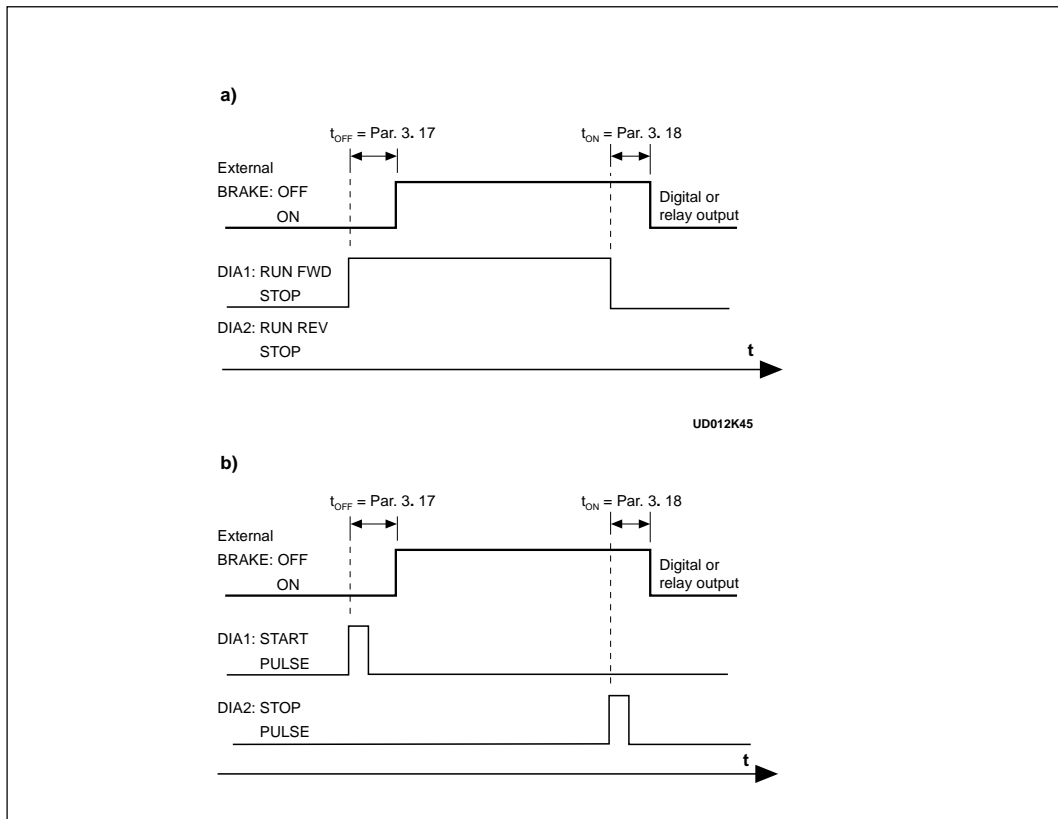 a)
tOFF = Par. 3. 17
tON = Par. 3. 18
External
BRAKE: OFF
ON
Digital or
relay output
DIA1: RUN FWD
STOP
DIA2: RUN REV
STOP
t
UD012K45
b)
tOFF = Par. 3. 17
tON = Par. 3. 18
External
BRAKE: OFF
ON
Digital or
relay output
DIA1: START
PULSE
DIA2: STOP
PULSE
t